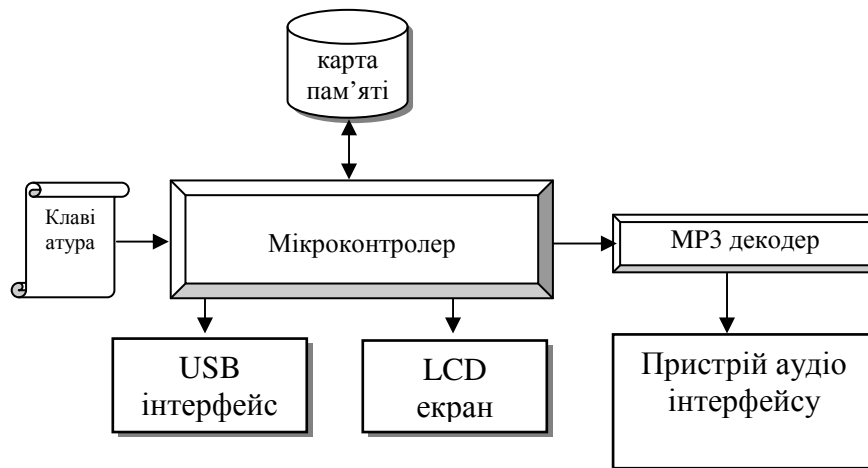 карта
пам’яті
Клаві
атура
Мікроконтролер
MP3 декодер
USB
інтерфейс
LCD
екран
Пристрій аудіо
інтерфейсу